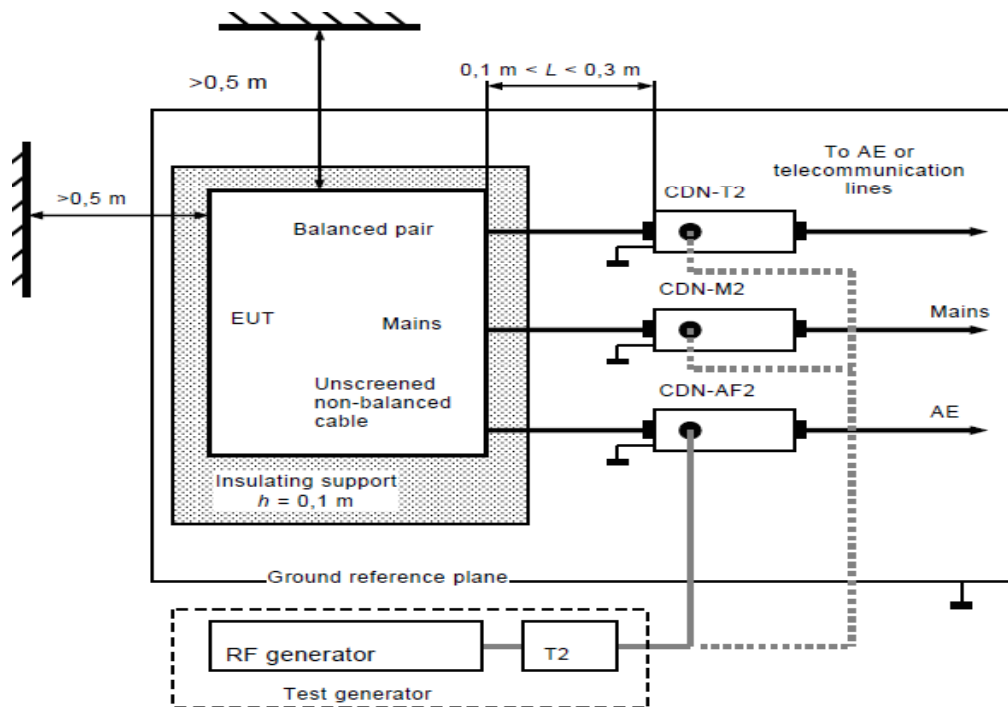 >0,5 m
0,1 m < L < 0,3 m
>0,5 m
To AE or
telecommunication
lines
CDN-T2
Balanced pair
CDN-M2
EUT
Mains
Mains
Unscreened
non-balanced
cable
CDN-AF2
AE
Insulating support
h = 0,1 m
Ground reference plane
RF generator
T2
Test generator